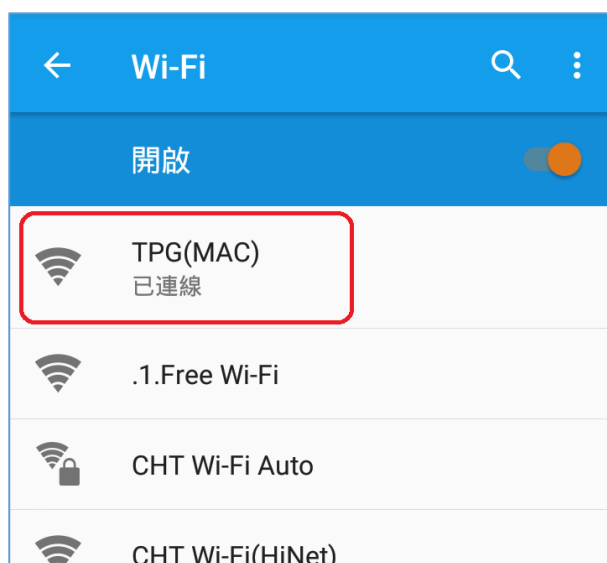 Wi-Fi
開啟
TPG(MAC)
已連線
.1.Free Wi-Fi
CHT Wi-Fi Auto
CHT Wi-Fi(HiNet)